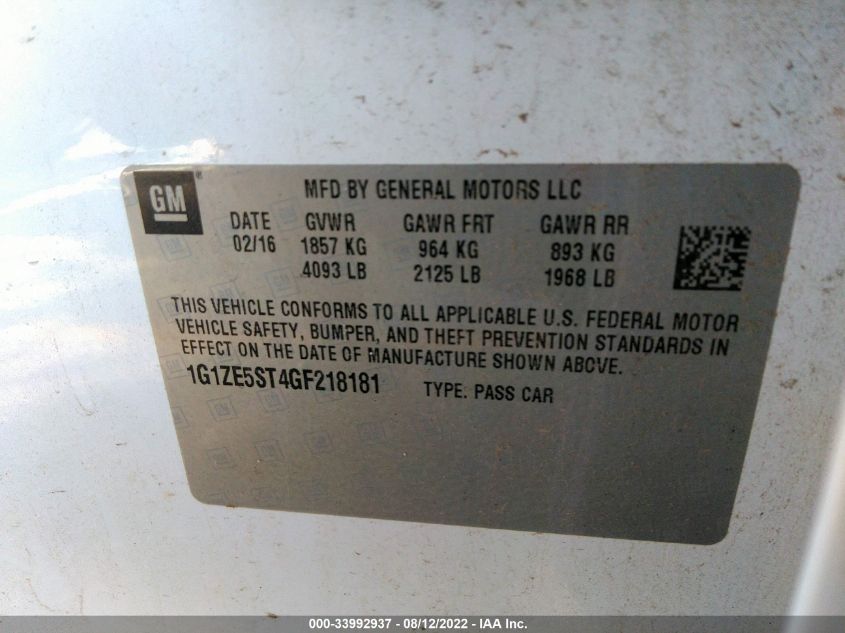 GM
MFD BY GENERAL MOTORS LLC
DATE GVWR GAWR FRT GAWR RR
02/16 1857 KG 964 KG 893 KG
4093 LB 2125 LB 1968 LB
THIS VEHICLE CONFORMS TO ALL APPLICABLE U.S. FEDERAL MOTOR
VEHICLE SAFETY, BUMPER, AND THEFT PREVENTION STANDARDS IN
EFFECT ON THE DATE OF MANUFACTURE SHOWN ABOVE.
1G1ZE5ST4GF218181 TYPE. PASS CAR
000-33992937 - 08/12/2022 - IAA Inc.